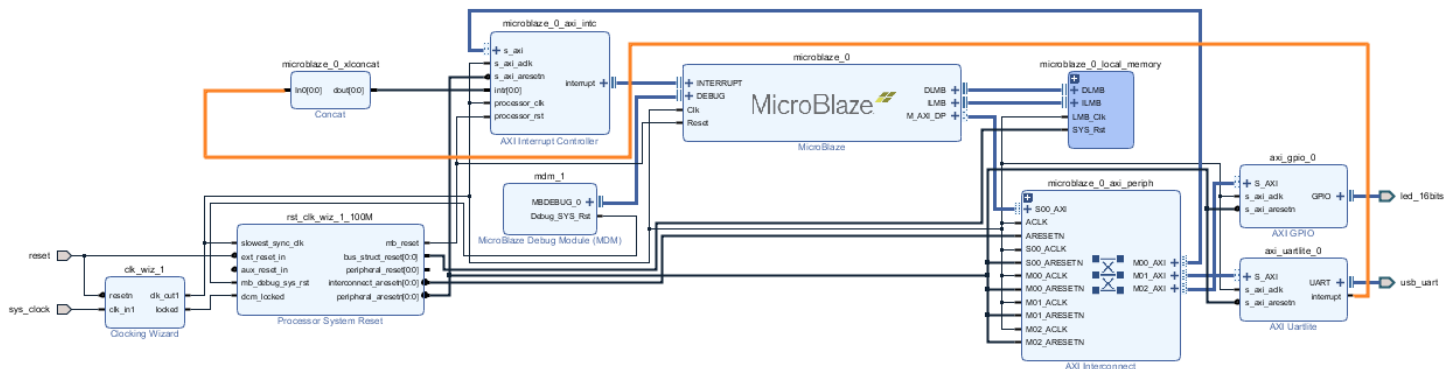 microblaze_0_axi_intc
s_axi
s_axi_aclk
s_axi_aresetn
intr[0:0]
processor_clk
processor_rst
interrupt
AXI Interrupt Controller
microblaze_0_xlconcat
In0[0:0]
dout[0:0]
Concat
microblaze_0
INTERRUPT
DEBUG
Clk
Reset
MicroBlaze
DLMB
ILMB
M_AXI_DP
MicroBlaze
microblaze_0_local_memory
DLMB
ILMB
LMB_Clk
SYS_Rst
mdm_1
MBDEBUG_0
Debug_SYS_Rst
MicroBlaze Debug Module (MDM)
rst_clk_wiz_1_100M
slowest_sync_clk
ext_reset_in
aux_reset_in
mb_debug_sys_rst
dcm_locked
mb_reset
bus_struct_reset[0:0]
peripheral_reset[0:0]
interconnect_aresetn[0:0]
peripheral_aresetn[0:0]
Processor System Reset
reset
sys_clock
clk_wiz_1
resetn
clk_in1
clk_out1
locked
Clocking Wizard
microblaze_0_axi_periph
S00_AXI
ACLK
ARESETN
S00_ACLK
S00_ARESETN
M00_ACLK
M00_ARESETN
M01_ACLK
M01_ARESETN
M02_ACLK
M02_ARESETN
M00_AXI
M01_AXI
M02_AXI
AXI Interconnect
axi_gpio_0
S_AXI
s_axi_aclk
s_axi_aresetn
GPIO
AXI GPIO
led_16bits
axi_uartlite_0
S_AXI
s_axi_aclk
s_axi_aresetn
UART
interrupt
AXI Uartlite
usb_uart